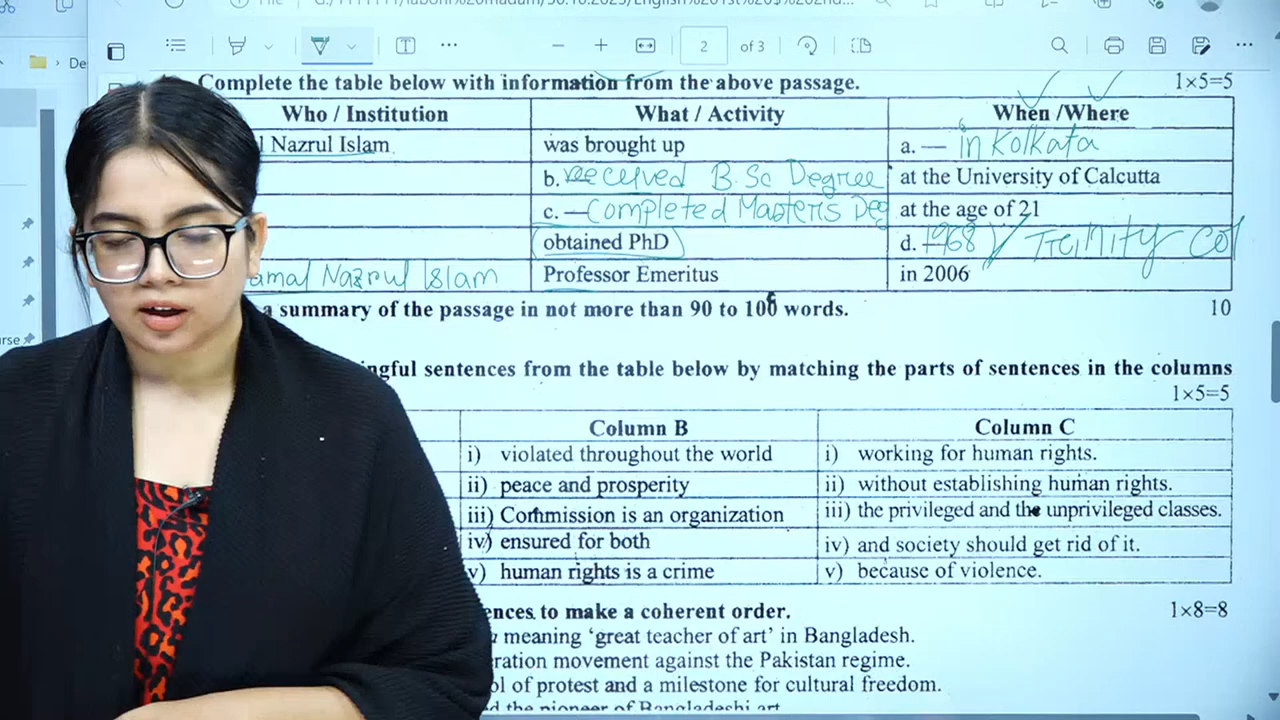 2 of 3
De
Complete the table below with information from the above passage. 1×5=5
Who / Institution What / Activity When /Where
l Nazrul Islam was brought up a. — in Kolkata
b. received B.Sc Degree at the University of Calcutta
c. —Completed Masters Deg at the age of 21
obtained PhD d. 1968 / Trinity Col
amal Nazrul Islam Professor Emeritus in 2006
a summary of the passage in not more than 90 to 100 words. 10
ngful sentences from the table below by matching the parts of sentences in the columns
1×5=5
Column B Column C
i) violated throughout the world i) working for human rights.
ii) peace and prosperity ii) without establishing human rights.
iii) Commission is an organization iii) the privileged and the unprivileged classes.
iv) ensured for both iv) and society should get rid of it.
v) human rights is a crime v) because of violence.
ences to make a coherent order. 1×8=8
meaning ‘great teacher of art’ in Bangladesh.
ration movement against the Pakistan regime.
ol of protest and a milestone for cultural freedom.
d the pioneer of Bangladeshi art